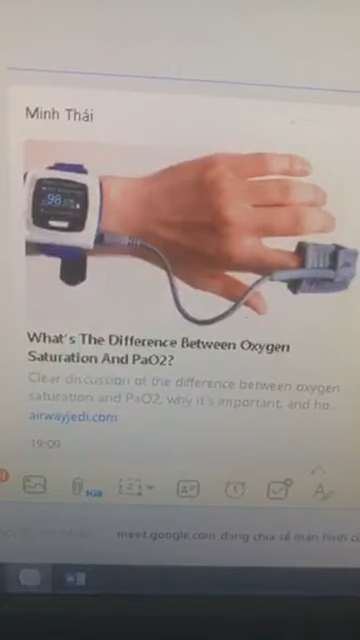 Minh Thái
98
What's The Difference Between Oxygen
Saturation And PaO2?
Clear discussion of the difference between oxygen
saturation and PaO2, why it's important, and ho...
airwayjedi.com
19:09
1GB
meet.google.com đang chia sẻ màn hình củ